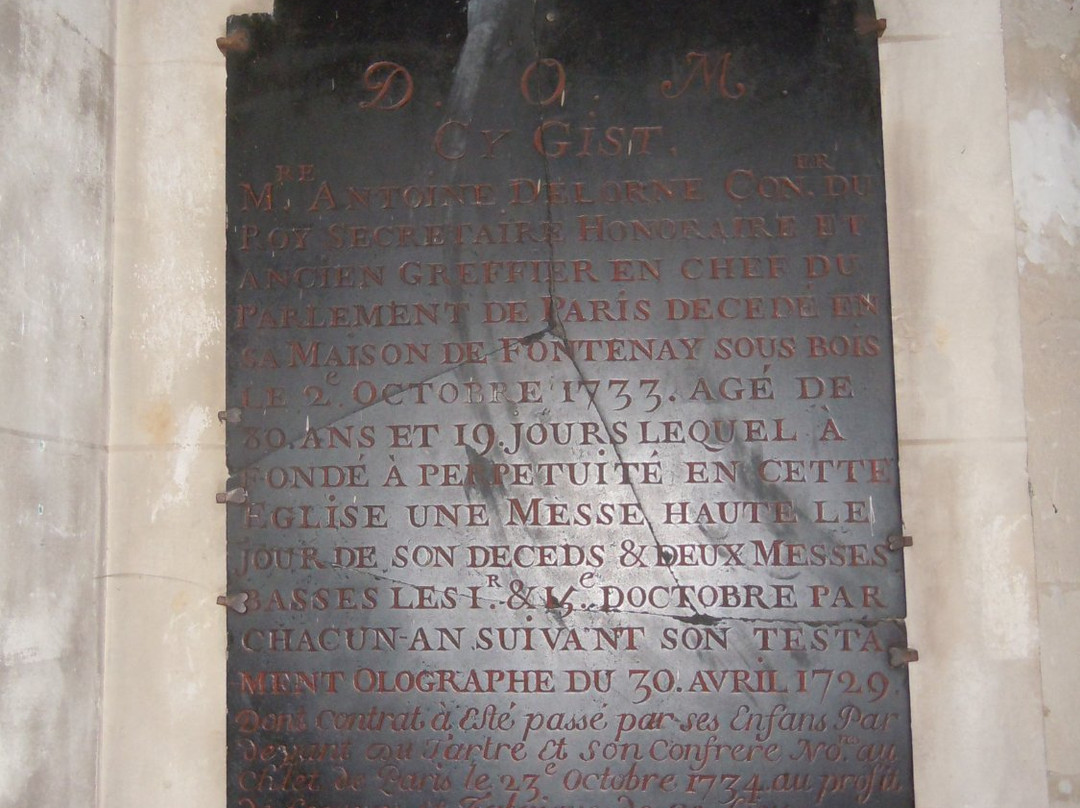 D. O. M
CY GIST.
M.RE ANTOINE DELORNE CON.ER DU
ROY SECRETAIRE HONORAIRE ET
ANCIEN GREFFIER EN CHEF DU
PARLEMENT DE PARIS DECEDÉ EN
SA MAISON DE FONTENAY SOUS BOIS
LE 2e OCTOBRE 1733. AGÉ DE
80. ANS ET 19. JOURS LEQUEL À
FONDÉ À PERPETUITÉ EN CETTE
EGLISE UNE MESSE HAUTE LE
JOUR DE SON DECEDS & DEUX MESSES
BASSES LES 1.R & 15.e DOCTOBRE PAR
CHACUN-AN SUIVANT SON TESTA
MENT OLOGRAPHE DU 30. AVRIL 1729.
Dont Contrat à Esté passé par ses Enfans Par
devant Du Tartre Et Son Confrere No.res au
Ch.let de Paris le 23e Octobre 1734 au profit